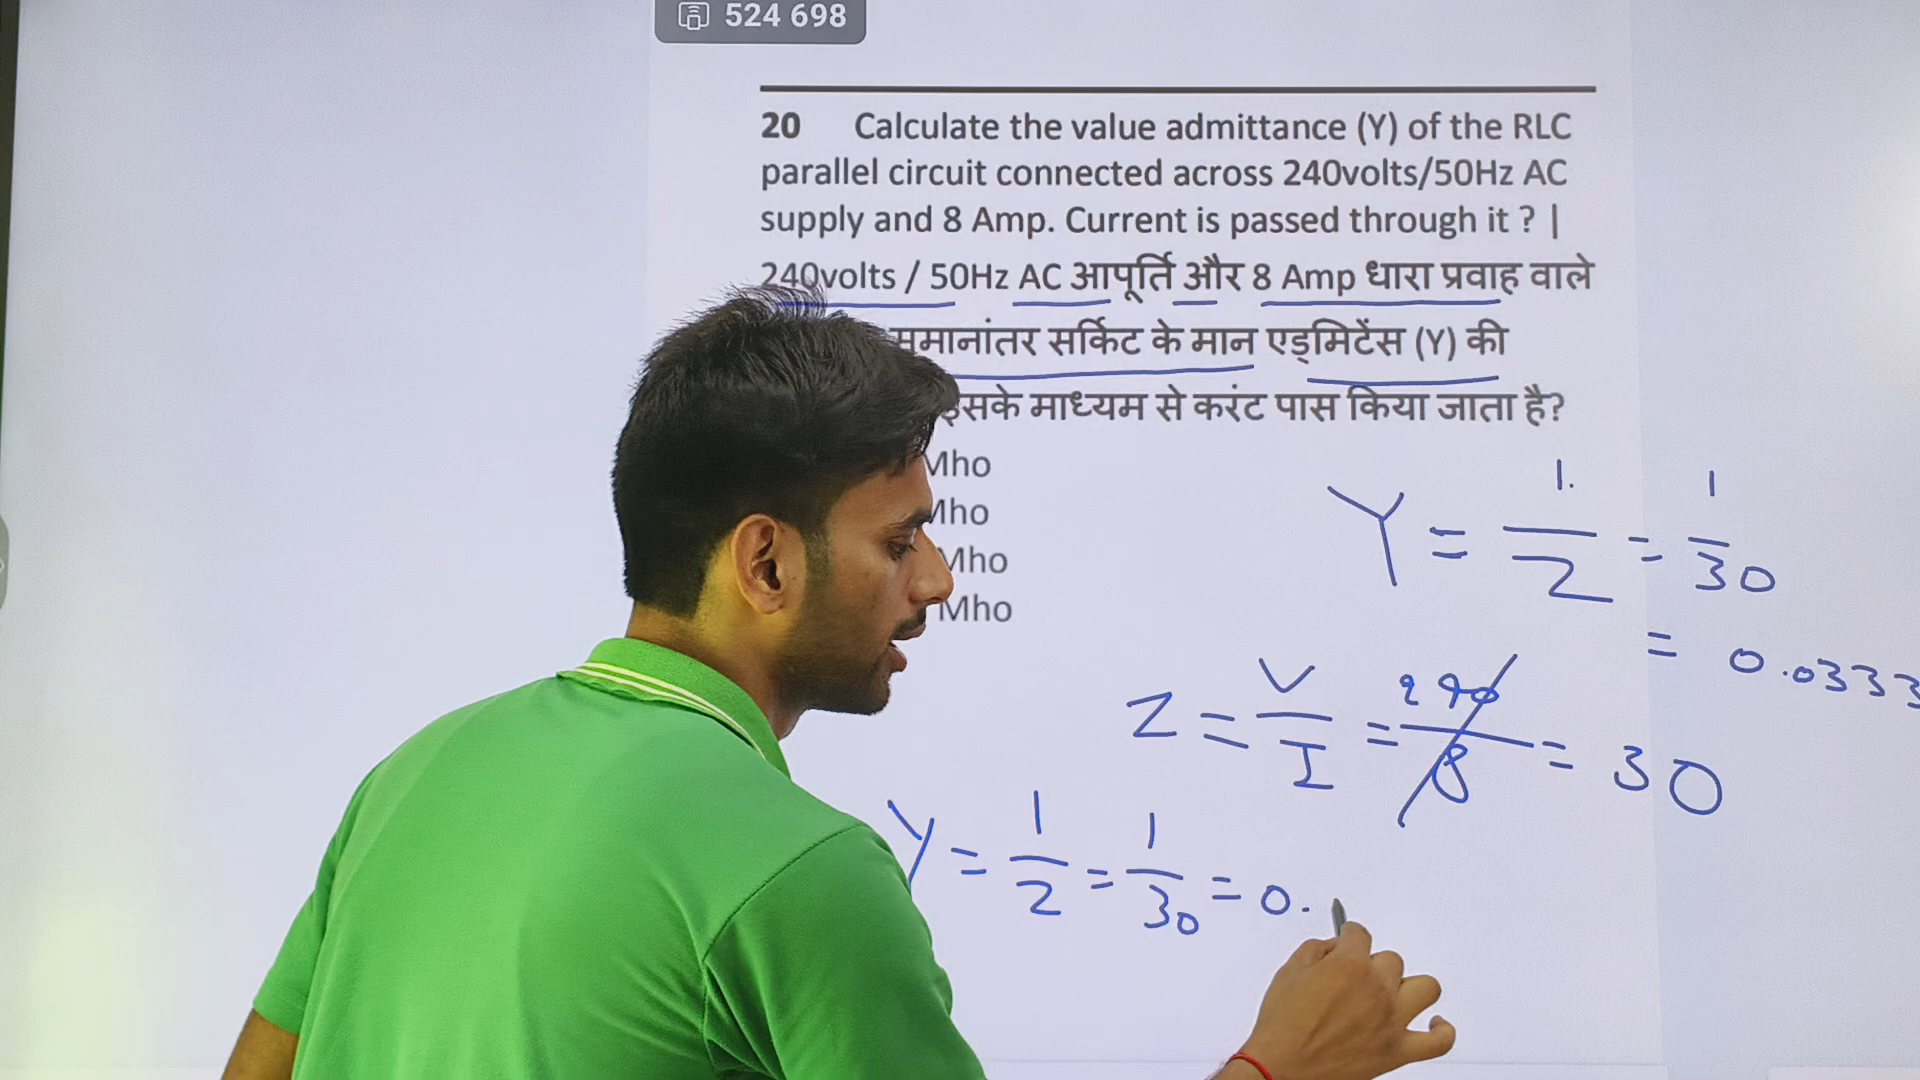 524 698
20 Calculate the value admittance (Y) of the RLC
parallel circuit connected across 240volts/50Hz AC
supply and 8 Amp. Current is passed through it ? |
240volts / 50Hz AC आपूर्ति और 8 Amp धारा प्रवाह वाले
समानांतर सर्किट के मान एड्मिटेंस (Y) की
इसके माध्यम से करंट पास किया जाता है?
Mho
Mho
Mho
Mho
Y = 1/Z = 1/30
= 0.0333
Z = V/I = 240/8 = 30
Y = 1/Z = 1/30 = 0.